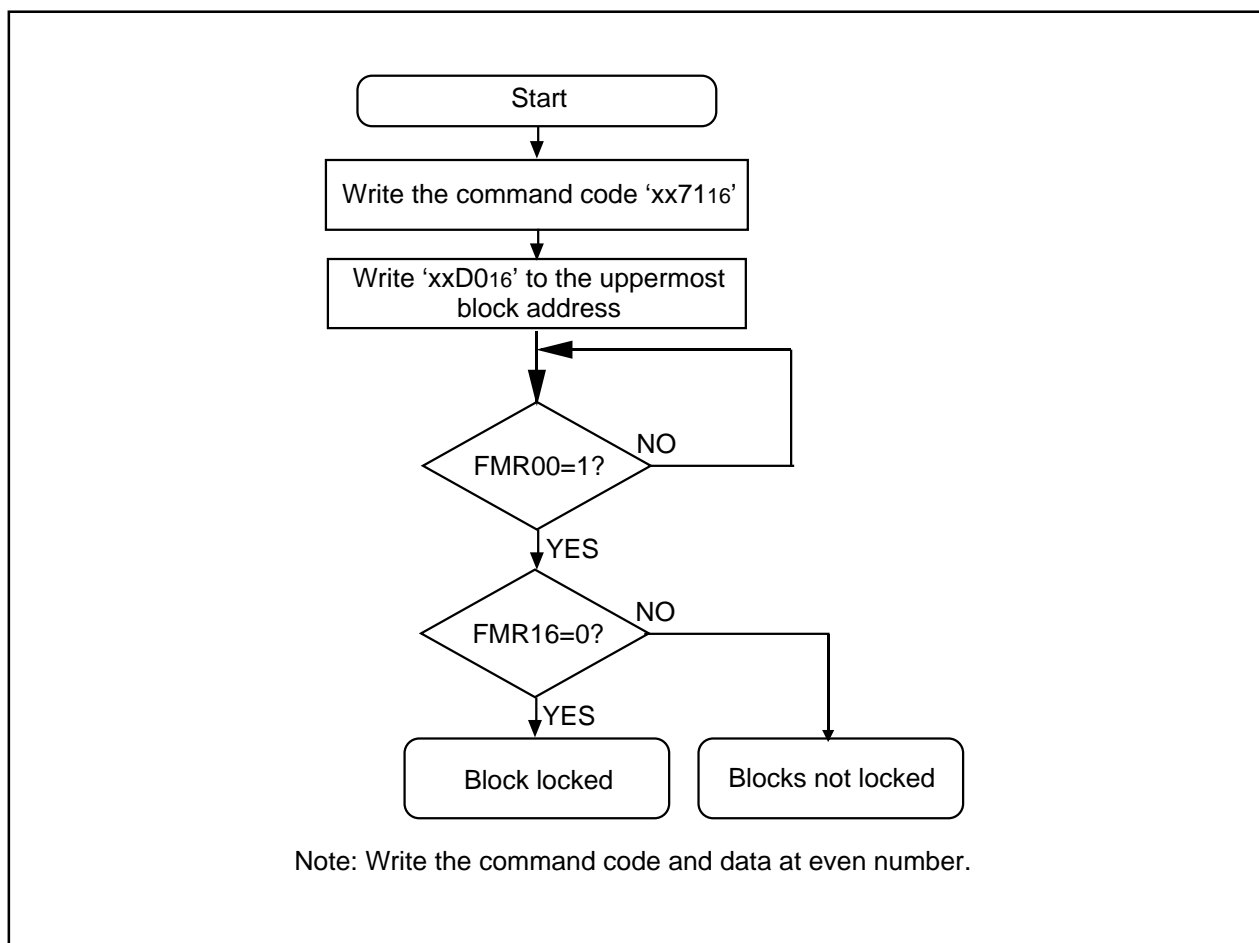 Start
Write the command code ‘xx7116’
Write ‘xxD016’ to the uppermost
block address
NO
FMR00=1?
YES
NO
FMR16=0?
YES
Block locked
Blocks not locked
Note: Write the command code and data at even number.